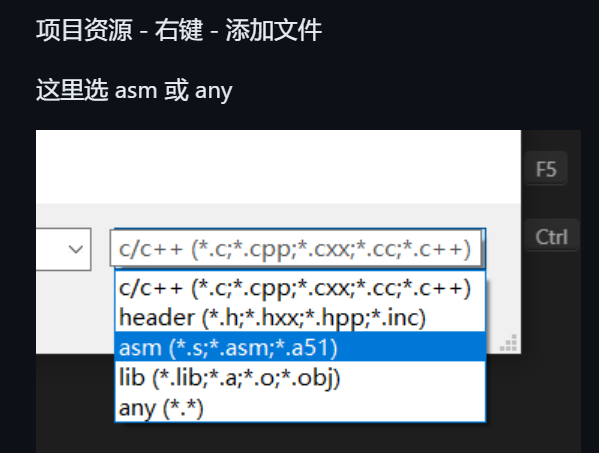 项目资源 - 右键 - 添加文件
这里选 asm 或 any
F5
c/c++ (*.c;*.cpp;*.cxx;*.cc;*.c++)
Ctrl
c/c++ (*.c;*.cpp;*.cxx;*.cc;*.c++)
header (*.h;*.hxx;*.hpp;*.inc)
asm (*.s;*.asm;*.a51)
lib (*.lib;*.a;*.o;*.obj)
any (*.*)